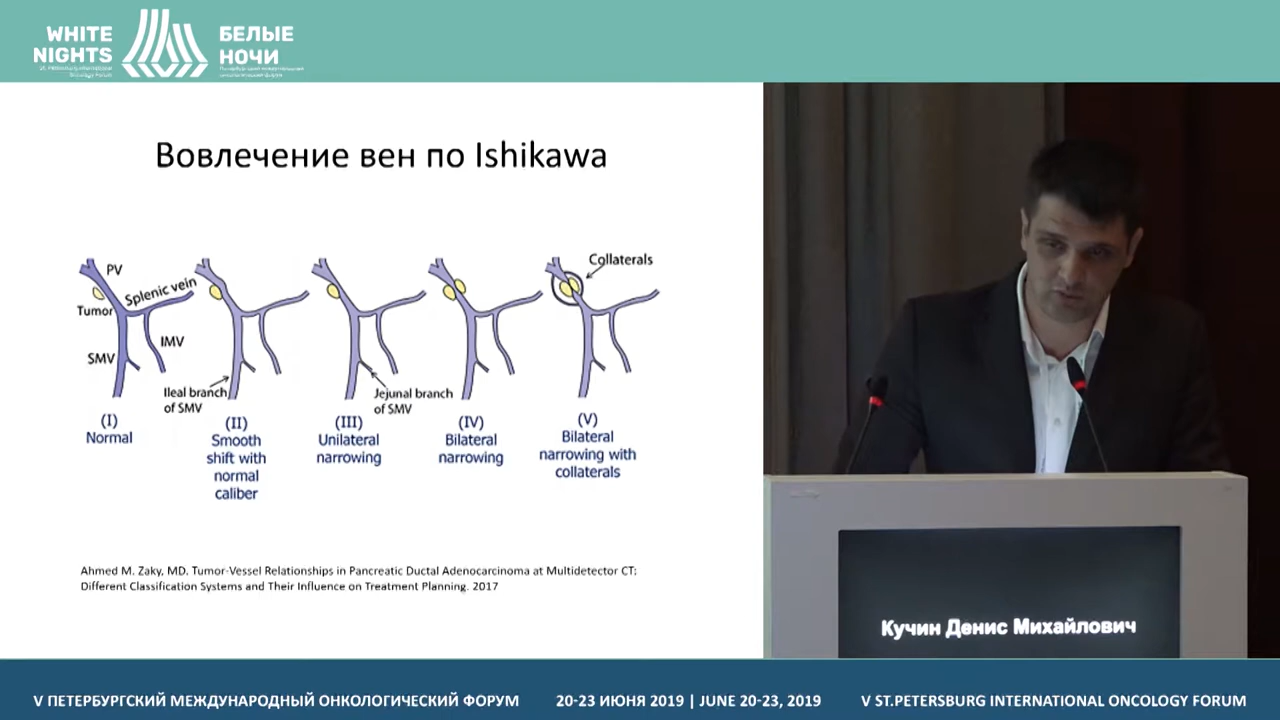 WHITE
NIGHTS
БЕЛЫЕ
НОЧИ
Вовлечение вен по Ishikawa
PV
Splenic vein
Tumor
IMV
SMV
Ileal branch
of SMV
Jejunal branch
of SMV
Collaterals
(I)
Normal
(II)
Smooth
shift with
normal
caliber
(III)
Unilateral
narrowing
(IV)
Bilateral
narrowing
(V)
Bilateral
narrowing with
collaterals
Ahmed M. Zaky, MD. Tumor-Vessel Relationships in Pancreatic Ductal Adenocarcinoma at Multidetector CT:
Different Classification Systems and Their Influence on Treatment Planning. 2017
Кучин Денис Михайлович
V ПЕТЕРБУРГСКИЙ МЕЖДУНАРОДНЫЙ ОНКОЛОГИЧЕСКИЙ ФОРУМ
20-23 ИЮНЯ 2019 | JUNE 20-23, 2019
V ST.PETERSBURG INTERNATIONAL ONCOLOGY FORUM